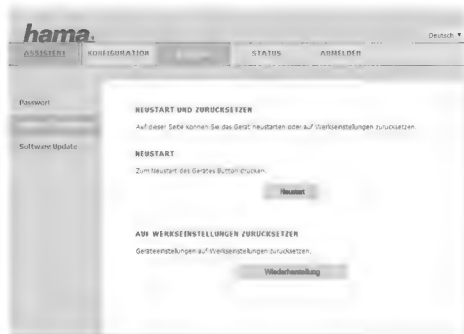 hama
Deutsch
ASSISTENT KONFIGURATION STATUS ABMELDEN
Passwort
Software Update
NEUSTART UND ZURÜCKSETZEN
Auf dieser Seite können Sie das Gerät neustarten oder auf Werkseinstellungen zurücksetzen.
NEUSTART
Zum Neustart des Gerätes Button drücken.
Neustart
AUF WERKSEINSTELLUNGEN ZURÜCKSETZEN
Geräteeinstellungen auf Werkseinstellungen zurücksetzen.
Wiederherstellung